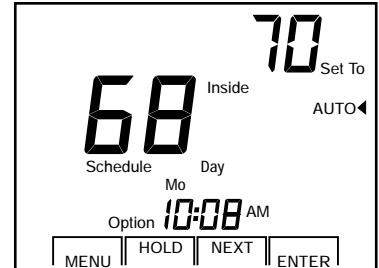 70 Set To
Inside
AUTO
68
Schedule Day
Mo
Option 10:08 AM
MENU HOLD NEXT ENTER